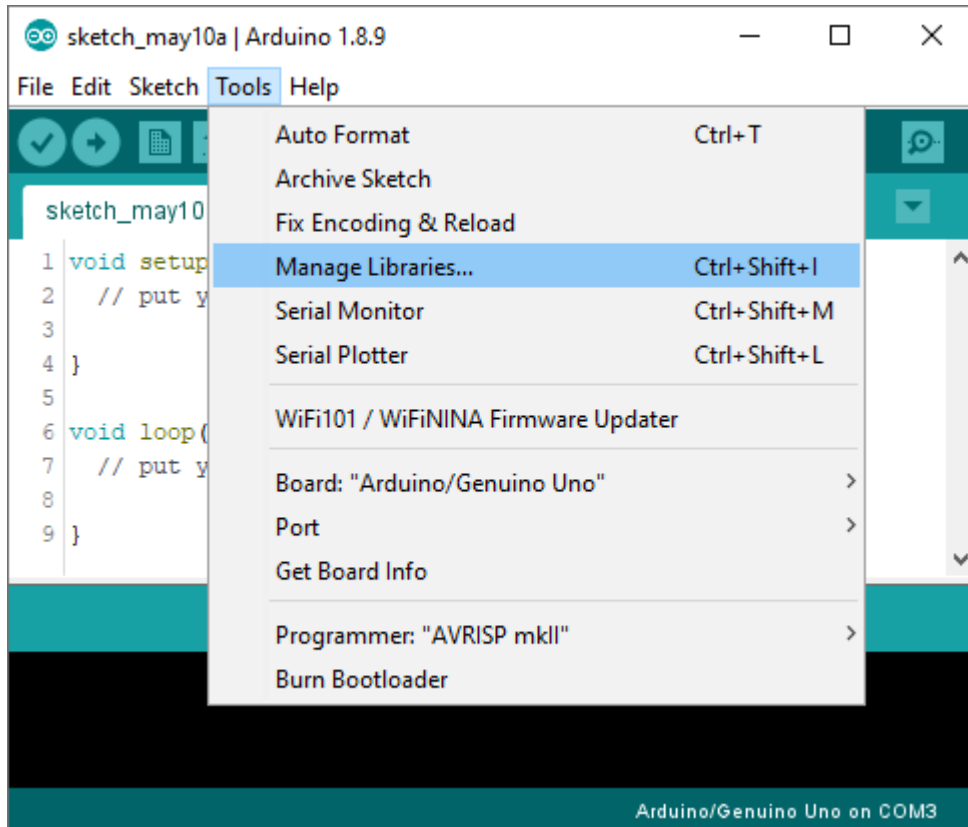 sketch_may10a | Arduino 1.8.9
File Edit Sketch Tools Help
Auto Format Ctrl+T
Archive Sketch
Fix Encoding & Reload
Manage Libraries... Ctrl+Shift+I
Serial Monitor Ctrl+Shift+M
Serial Plotter Ctrl+Shift+L
WiFi101 / WiFiNINA Firmware Updater
Board: "Arduino/Genuino Uno"
Port
Get Board Info
Programmer: "AVRISP mkII"
Burn Bootloader
sketch_may10
1 void setup
2 // put y
3
4 }
5
6 void loop(
7 // put y
8
9 }
Arduino/Genuino Uno on COM3